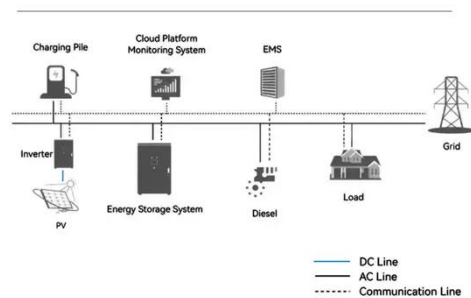 Charging Pile
Cloud Platform
Monitoring System
EMS
Grid
Inverter
PV
Energy Storage System
Diesel
Load
DC Line
AC Line
Communication Line